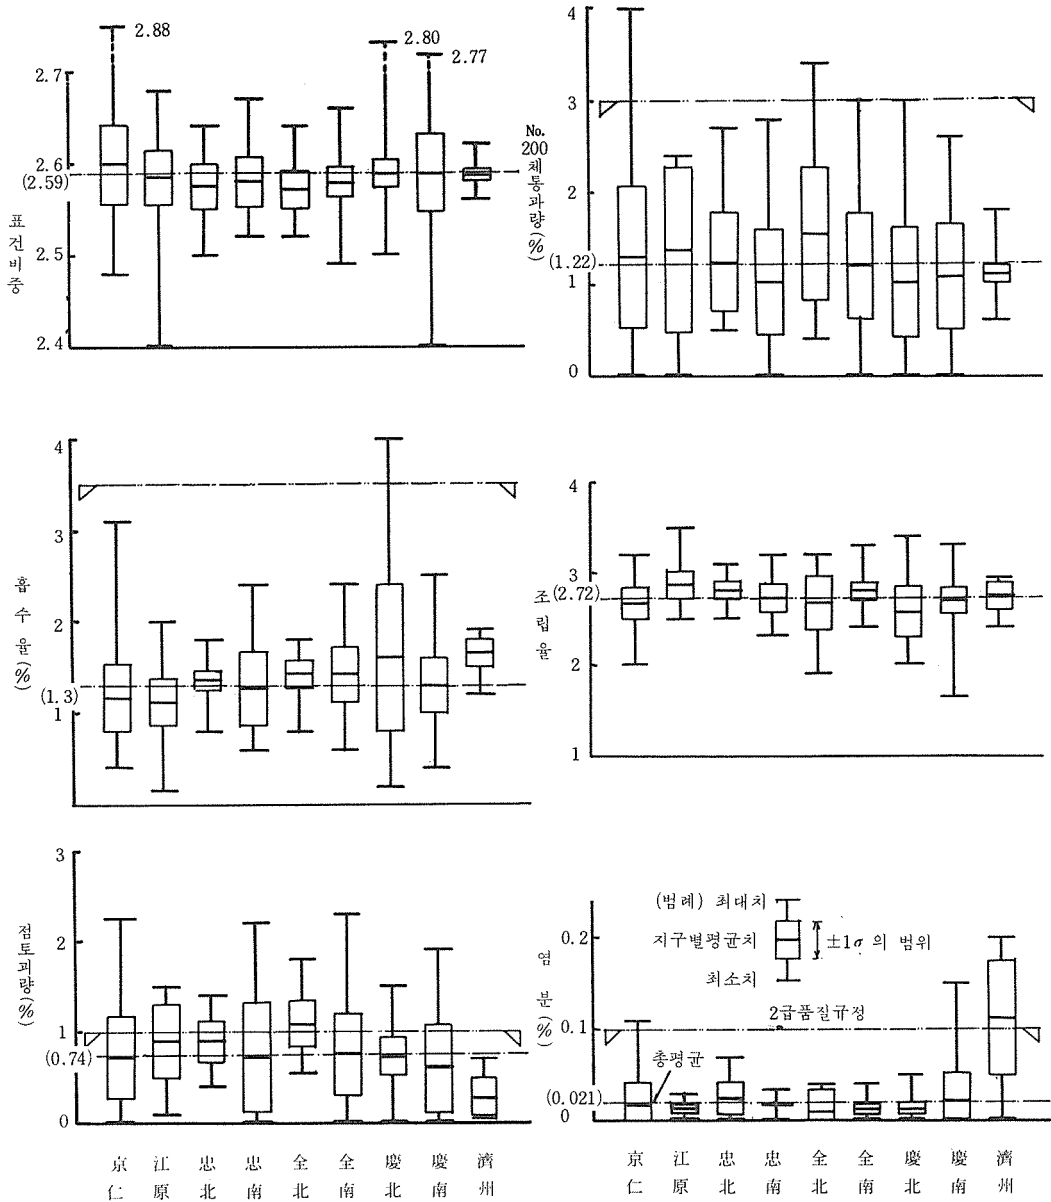 2.88
2.80
2.77
2.7
2.6
(2.59)
2.5
2.4
표건비중
4
3
2
(1.22)
1
0
No.
200
체통과량(%)
4
3
2
(1.3)
1
흡수율(%)
4
3
(2.72)
2
1
조립율
3
2
1
(0.74)
0
점토괴량(%)
(범례) 최대치
지구별평균치
±1σ 의 범위
최소치
2급품질규정
총평균
0.2
0.1
(0.021)
0
염분(%)
京仁 江原 忠北 忠南 全北 全南 慶北 慶南 濟州
京仁 江原 忠北 忠南 全北 全南 慶北 慶南 濟州